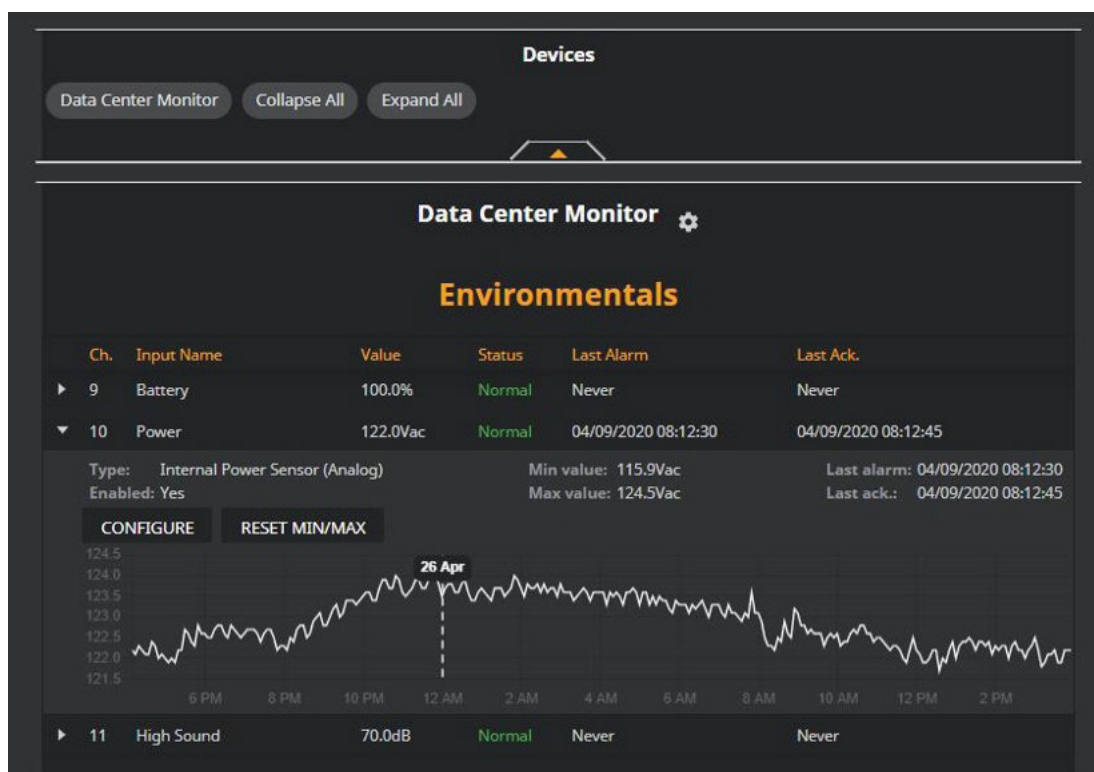 Devices
Data Center Monitor Collapse All Expand All
Data Center Monitor
Environmentals
Ch. Input Name Value Status Last Alarm Last Ack.
9 Battery 100.0% Normal Never Never
10 Power 122.0Vac Normal 04/09/2020 08:12:30 04/09/2020 08:12:45
Type: Internal Power Sensor (Analog) Min value: 115.9Vac Last alarm: 04/09/2020 08:12:30
Enabled: Yes Max value: 124.5Vac Last ack.: 04/09/2020 08:12:45
CONFIGURE RESET MIN/MAX
124.5
26 Apr
124.0
123.5
123.0
122.5
122.0
121.5
6 PM 8 PM 10 PM 12 AM 2 AM 4 AM 6 AM 8 AM 10 AM 12 PM 2 PM
11 High Sound 70.0dB Normal Never Never